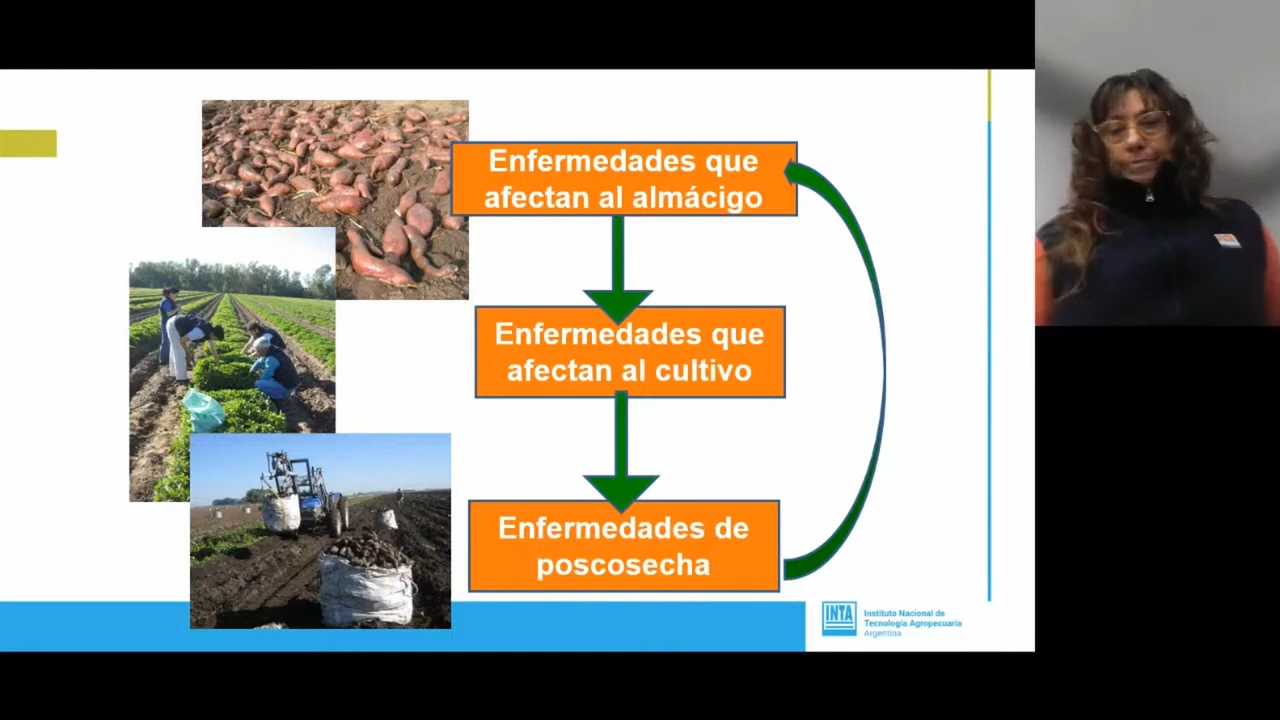 Enfermedades que
afectan al almácigo
Enfermedades que
afectan al cultivo
Enfermedades de
poscosecha
INTA
Instituto Nacional de
Tecnología Agropecuaria
Argentina